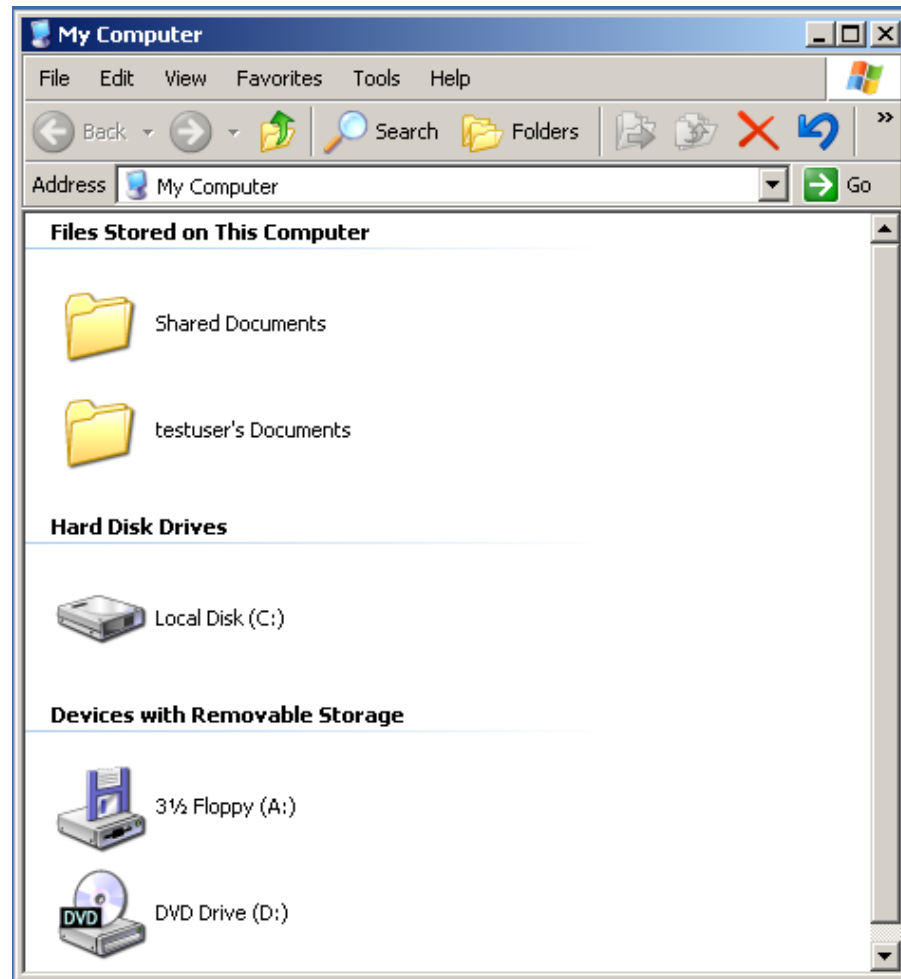 My Computer
File Edit View Favorites Tools Help
Back Search Folders »
Address My Computer Go
Files Stored on This Computer
Shared Documents
testuser's Documents
Hard Disk Drives
Local Disk (C:)
Devices with Removable Storage
3½ Floppy (A:)
DVD
DVD Drive (D:)